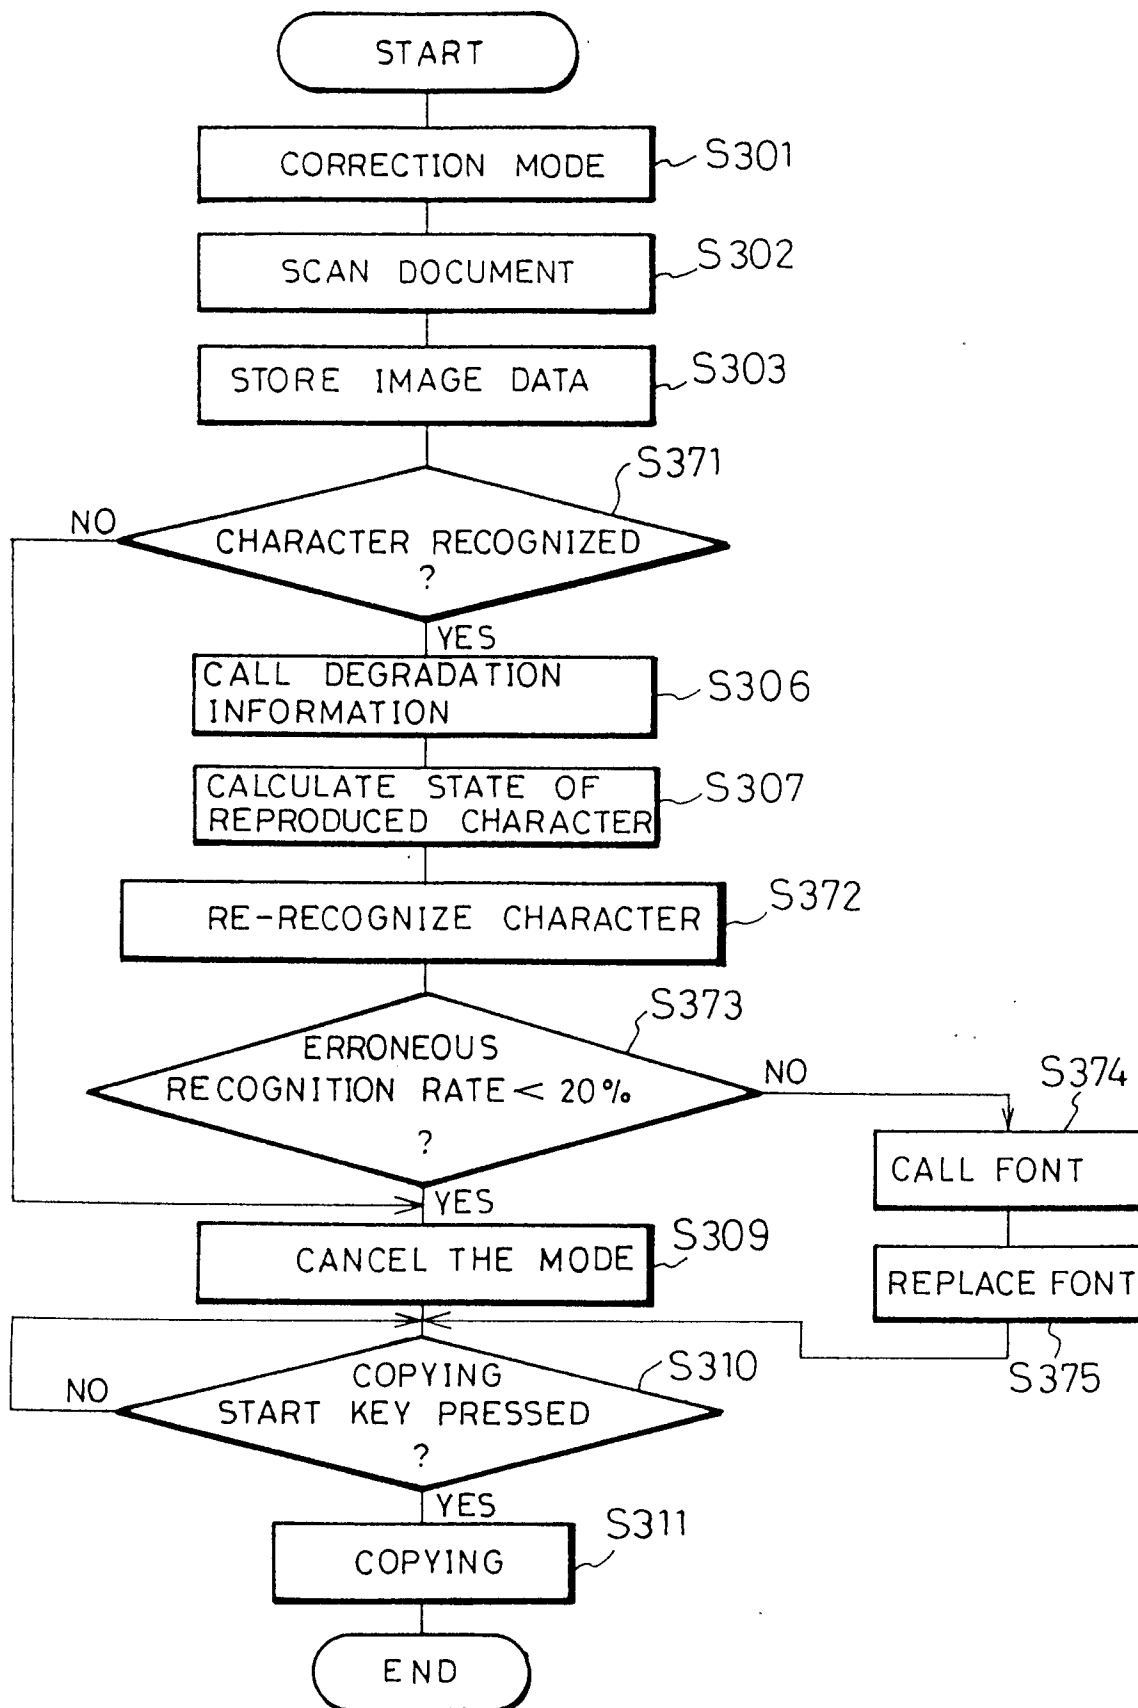 START
CORRECTION MODE
S301
SCAN DOCUMENT
S302
STORE IMAGE DATA
S303
S371
NO
CHARACTER RECOGNIZED
?
YES
CALL DEGRADATION
INFORMATION
S306
CALCULATE STATE OF
REPRODUCED CHARACTER
S307
RE-RECOGNIZE CHARACTER
S372
S373
ERRONEOUS
RECOGNITION RATE < 20%
?
NO
S374
CALL FONT
YES
CANCEL THE MODE
S309
REPLACE FONT
S375
S310
COPYING
START KEY PRESSED
?
NO
YES
COPYING
S311
END